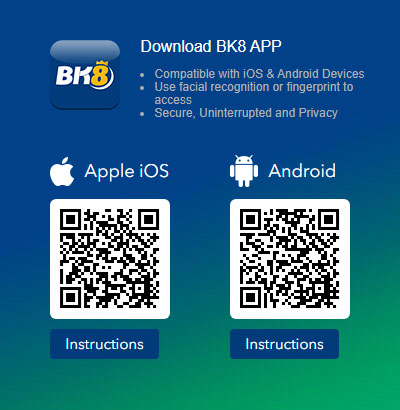 BK8
Download BK8 APP
• Compatible with iOS & Android Devices
• Use facial recognition or fingerprint to
access
• Secure, Uninterrupted and Privacy
Apple iOS
Android
Instructions
Instructions